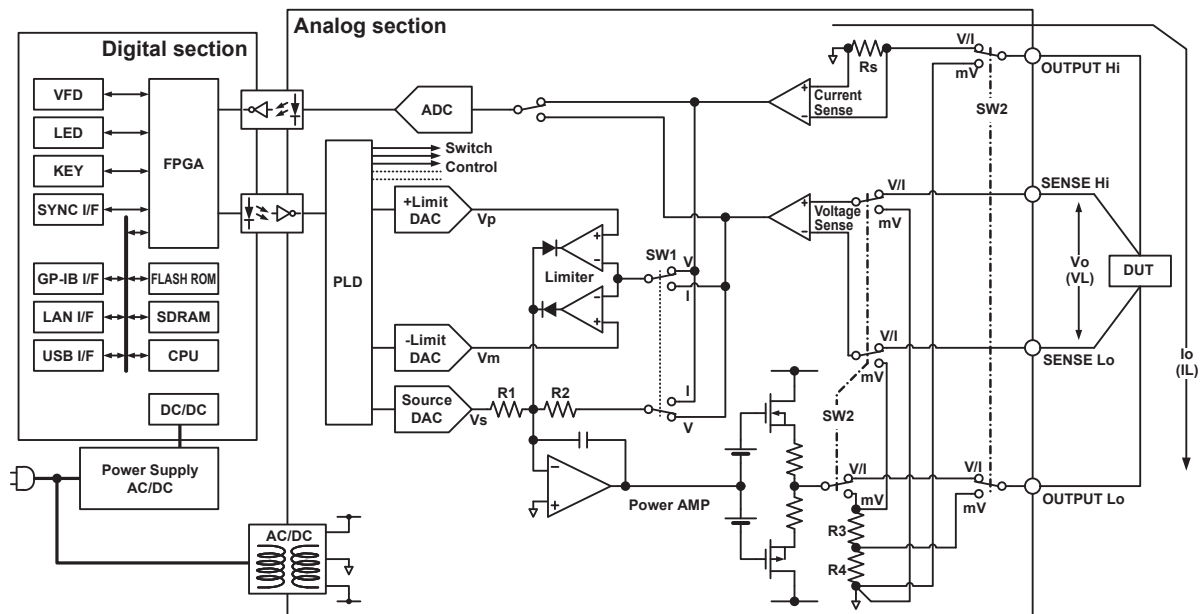 Digital section
VFD
LED
KEY
SYNC I/F
FPGA
GP-IB I/F
FLASH ROM
LAN I/F
SDRAM
USB I/F
CPU
DC/DC
Power Supply
AC/DC
AC/DC
Analog section
ADC
PLD
Switch
Control
+Limit
DAC
Vp
-Limit
DAC
Vm
Source
DAC
Vs
R1
R2
Limiter
+
-
-
+
SW1
V
I
I
V
-
+
Power AMP
+
-
Current
Sense
Rs
V/I
mV
SW2
OUTPUT Hi
+
-
Voltage
Sense
V/I
mV
SENSE Hi
Vo
(VL)
DUT
Io
(IL)
V/I
mV
SENSE Lo
SW2
V/I
mV
V/I
mV
OUTPUT Lo
R3
R4